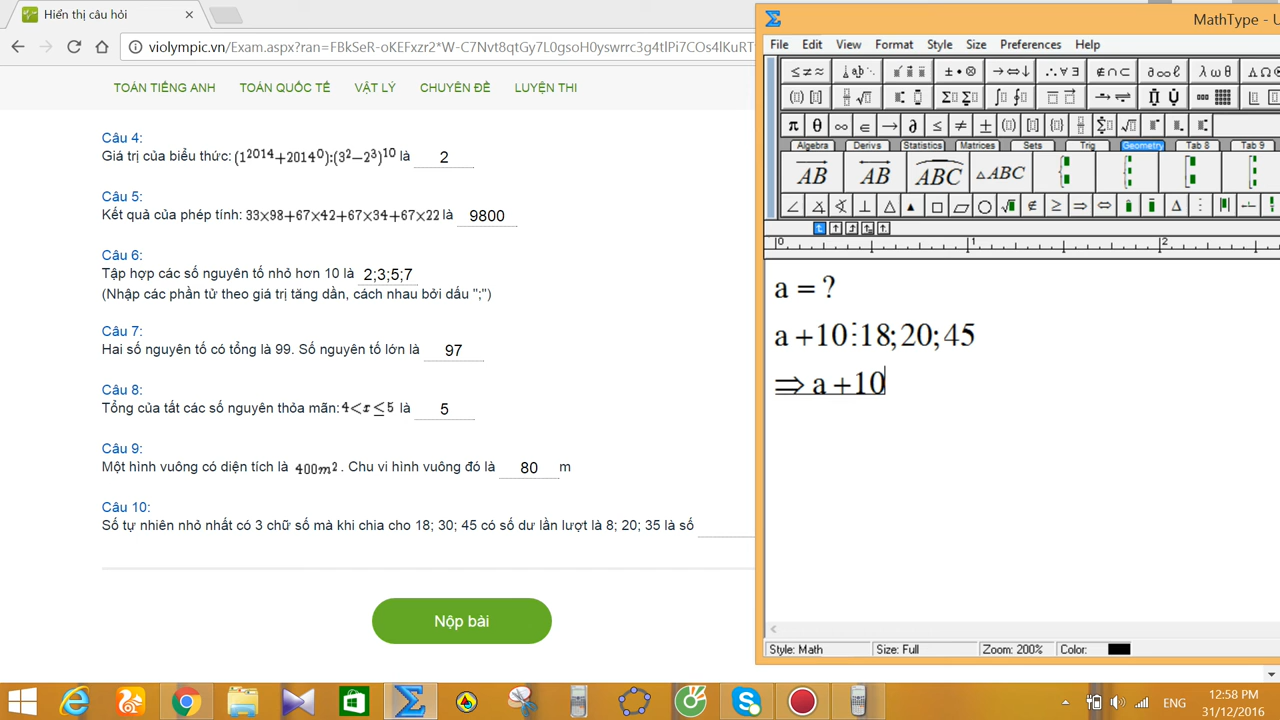 Hiển thị câu hỏi
MathType - U
violympic.vn/Exam.aspx?ran=FBkSeR-oKEFxzr2*W-C7Nvt8qtGy7L0gsoH0yswrrc3g4tlPi7COs4lKuRT
File Edit View Format Style Size Preferences Help
TOÁN TIẾNG ANH TOÁN QUỐC TẾ VẬT LÝ CHUYÊN ĐỀ LUYỆN THI
Algebra Derivs Statistics Matrices Sets Trig Geometry Tab 8 Tab 9
AB AB ABC △ABC
0 1 2
Câu 4:
Giá trị của biểu thức: (1²⁰¹⁴+2014⁰):(3²−2³)¹⁰ là 2
Câu 5:
Kết quả của phép tính: 33×98+67×42+67×34+67×22 là 9800
Câu 6:
Tập hợp các số nguyên tố nhỏ hơn 10 là 2;3;5;7
(Nhập các phần tử theo giá trị tăng dần, cách nhau bởi dấu ";")
Câu 7:
Hai số nguyên tố có tổng là 99. Số nguyên tố lớn là 97
Câu 8:
Tổng của tất các số nguyên thỏa mãn: 4<x≤5 là 5
Câu 9:
Một hình vuông có diện tích là 400m². Chu vi hình vuông đó là 80 m
Câu 10:
Số tự nhiên nhỏ nhất có 3 chữ số mà khi chia cho 18; 30; 45 có số dư lần lượt là 8; 20; 35 là số
Nộp bài
a = ?
a +10⋮18; 20; 45
⇒ a +10
Style: Math Size: Full Zoom: 200% Color:
ENG
12:58 PM
31/12/2016